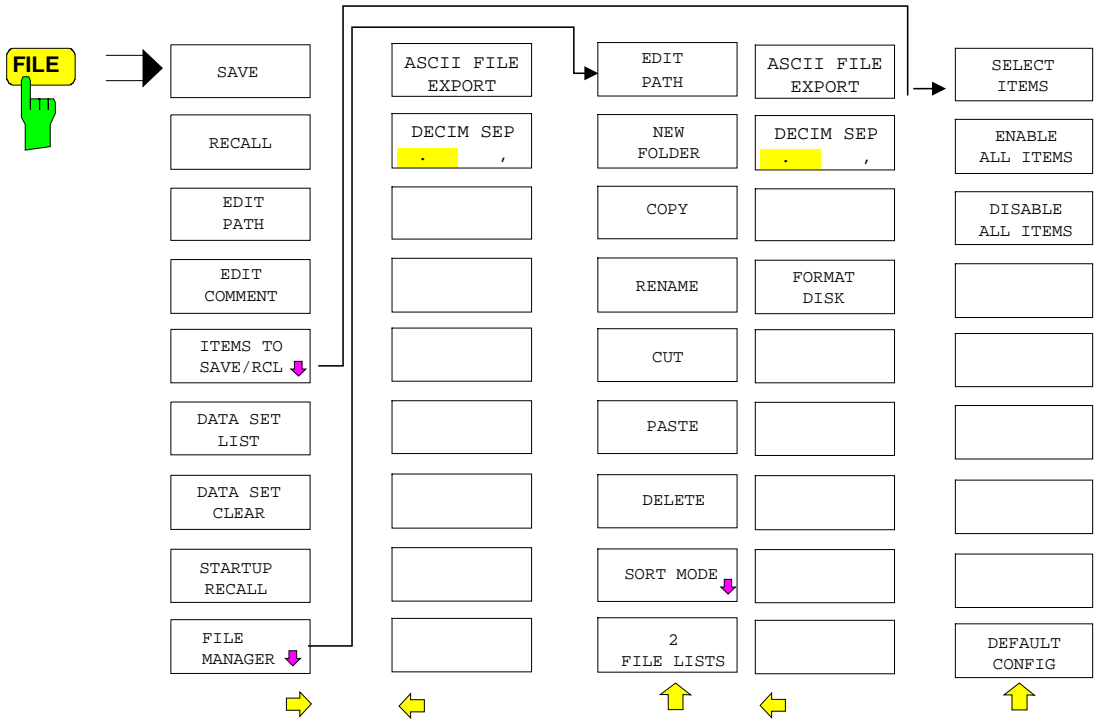 FILE
SAVE
RECALL
EDIT
PATH
EDIT
COMMENT
ITEMS TO
SAVE/RCL
DATA SET
LIST
DATA SET
CLEAR
STARTUP
RECALL
FILE
MANAGER
ASCII FILE
EXPORT
DECIM SEP
. ,
EDIT
PATH
NEW
FOLDER
COPY
RENAME
CUT
PASTE
DELETE
SORT MODE
2
FILE LISTS
ASCII FILE
EXPORT
DECIM SEP
. ,
FORMAT
DISK
SELECT
ITEMS
ENABLE
ALL ITEMS
DISABLE
ALL ITEMS
DEFAULT
CONFIG